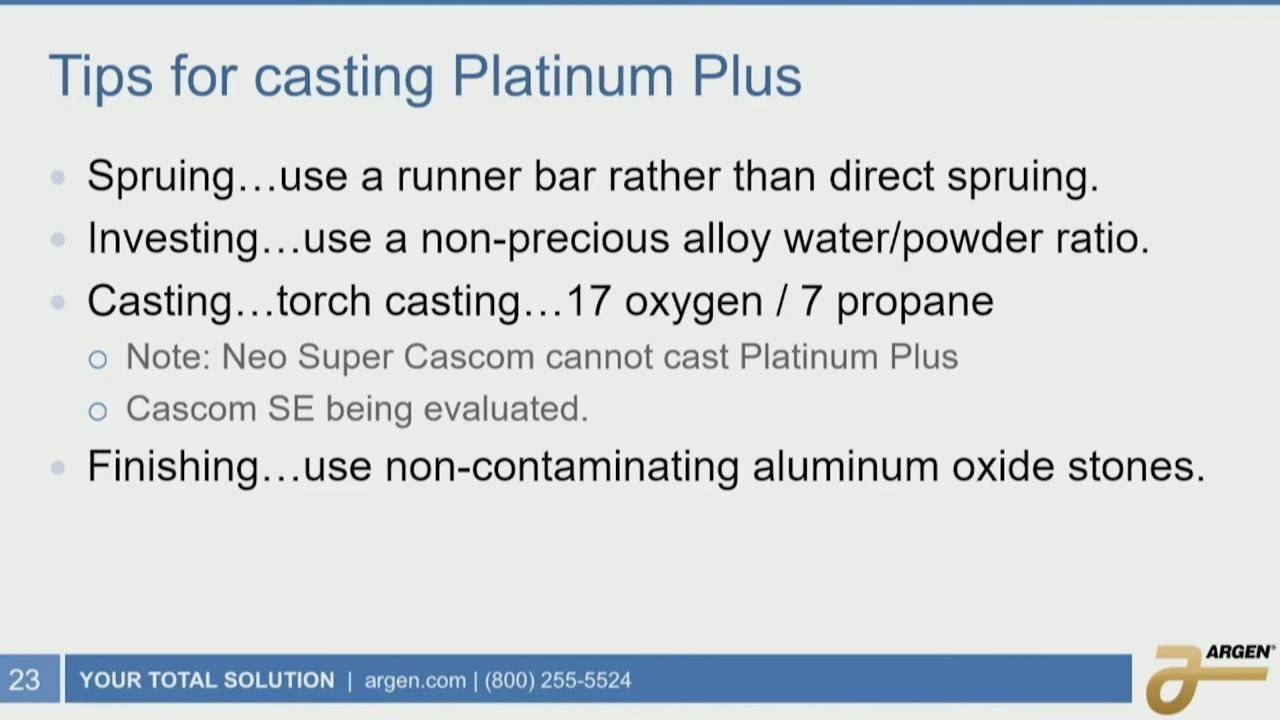 Tips for casting Platinum Plus
Spruing…use a runner bar rather than direct spruing.
Investing…use a non-precious alloy water/powder ratio.
Casting…torch casting…17 oxygen / 7 propane
Note: Neo Super Cascom cannot cast Platinum Plus
Cascom SE being evaluated.
Finishing…use non-contaminating aluminum oxide stones.
23 YOUR TOTAL SOLUTION | argen.com | (800) 255-5524
ARGEN®